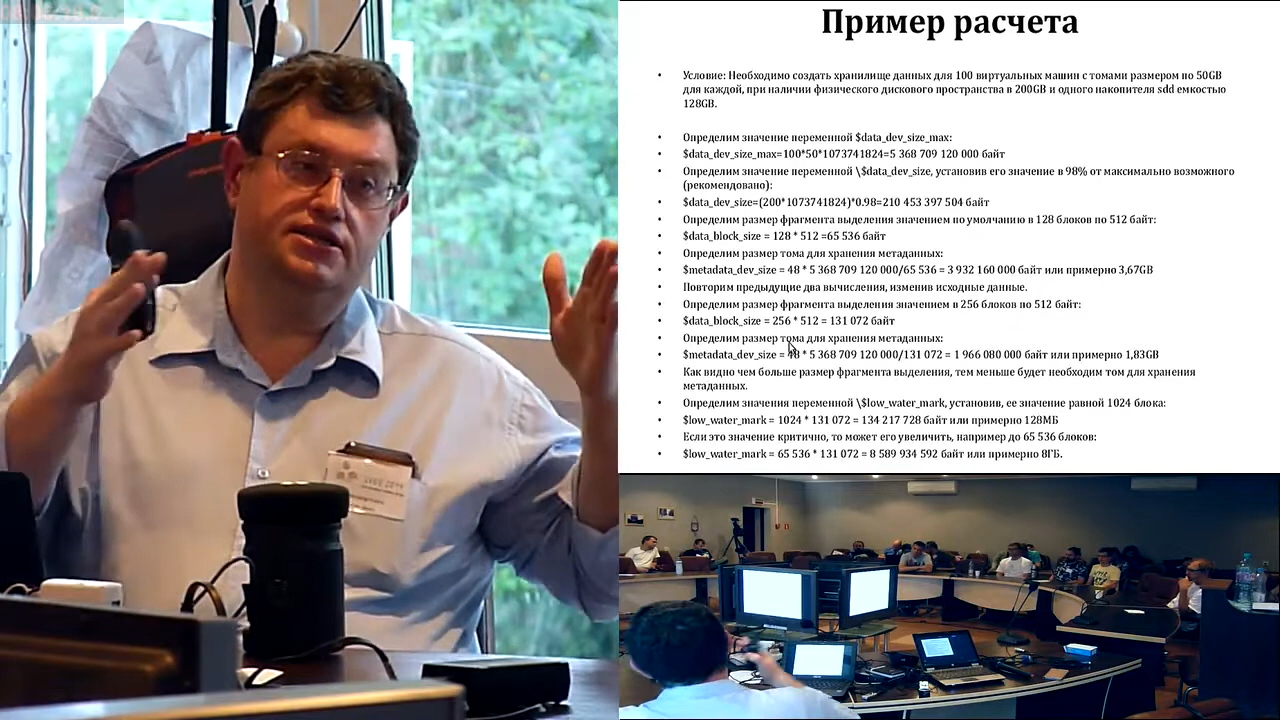 Пример расчета
• Условие: Необходимо создать хранилище данных для 100 виртуальных машин с томами размером по 50GB
для каждой, при наличии физического дискового пространства в 200GB и одного накопителя sdd емкостью
128GB.
• Определим значение переменной $data_dev_size_max:
• $data_dev_size_max=100*50*1073741824=5 368 709 120 000 байт
• Определим значение переменной \$data_dev_size, установив его значение в 98% от максимально возможного
(рекомендовано):
• $data_dev_size=(200*1073741824)*0.98=210 453 397 504 байт
• Определим размер фрагмента выделения значением по умолчанию в 128 блоков по 512 байт:
• $data_block_size = 128 * 512 =65 536 байт
• Определим размер тома для хранения метаданных:
• $metadata_dev_size = 48 * 5 368 709 120 000/65 536 = 3 932 160 000 байт или примерно 3,67GB
• Повторим предыдущие два вычисления, изменив исходные данные.
• Определим размер фрагмента выделения значением в 256 блоков по 512 байт:
• $data_block_size = 256 * 512 = 131 072 байт
• Определим размер тома для хранения метаданных:
• $metadata_dev_size = 48 * 5 368 709 120 000/131 072 = 1 966 080 000 байт или примерно 1,83GB
• Как видно чем больше размер фрагмента выделения, тем меньше будет необходим том для хранения
метаданных.
• Определим значения переменной \$low_water_mark, установив, ее значение равной 1024 блока:
• $low_water_mark = 1024 * 131 072 = 134 217 728 байт или примерно 128МБ
• Если это значение критично, то может его увеличить, например до 65 536 блоков:
• $low_water_mark = 65 536 * 131 072 = 8 589 934 592 байт или примерно 8ГБ.